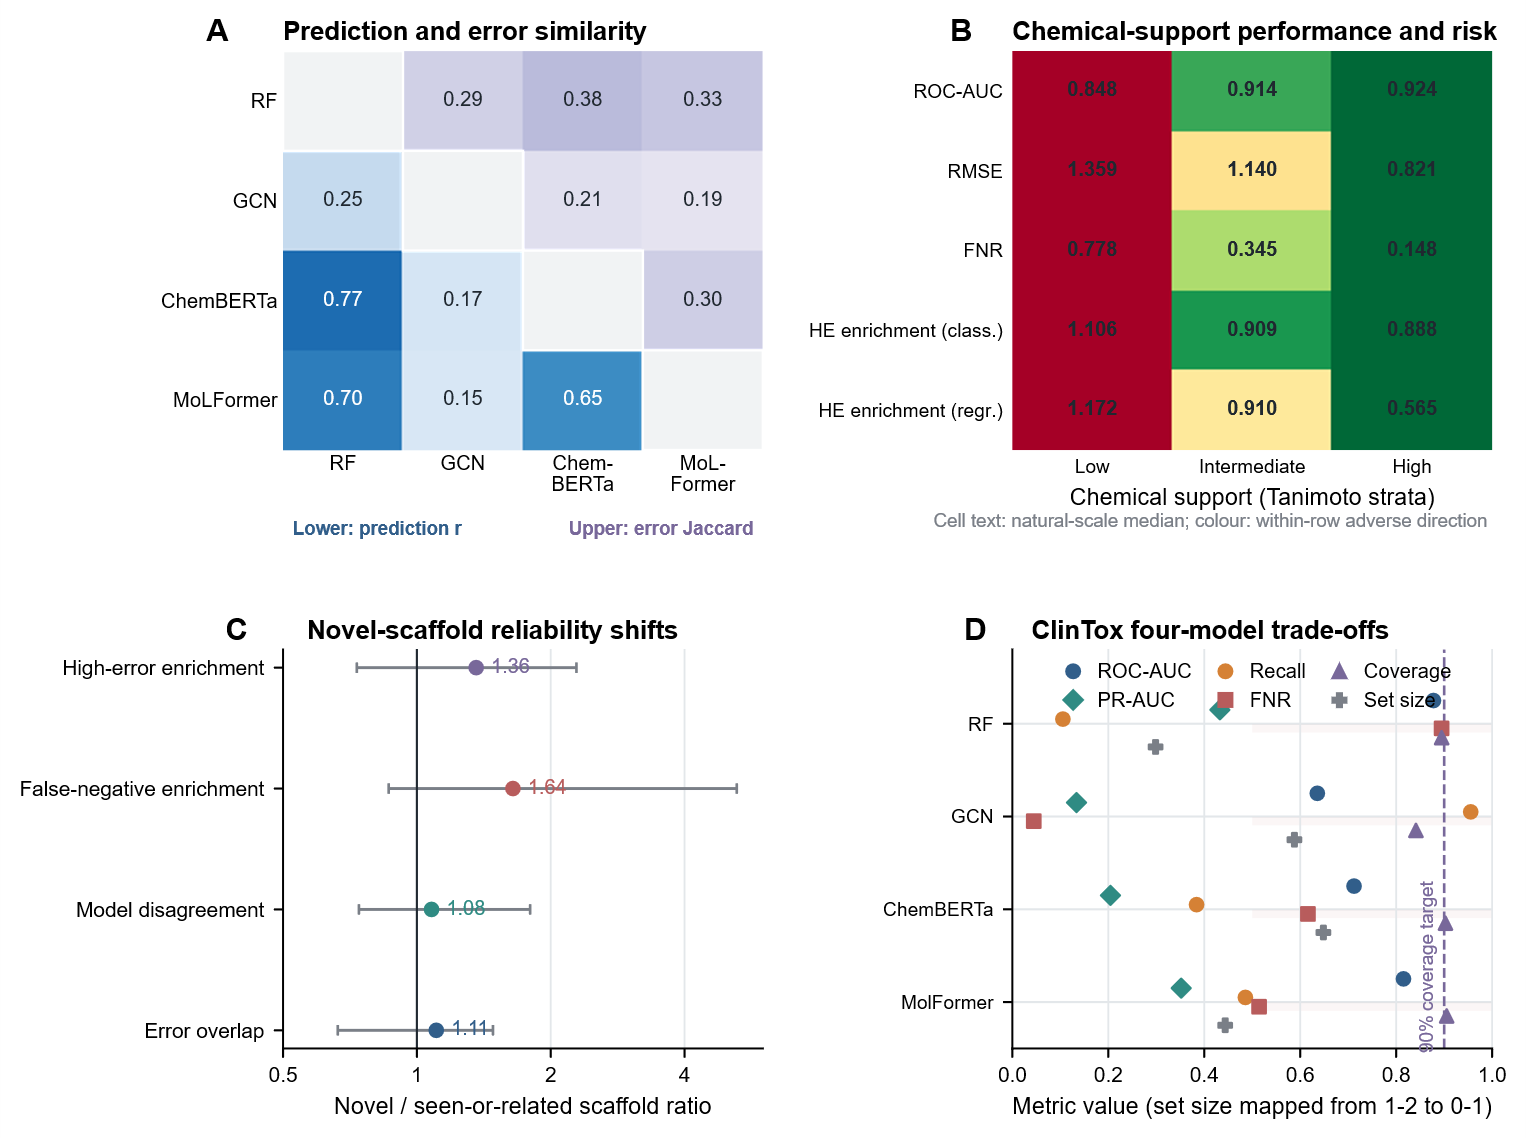 A
Prediction and error similarity
RF
0.29
0.38
0.33
GCN
0.25
0.21
0.19
ChemBERTa
0.77
0.17
0.30
MoLFormer
0.70
0.15
0.65
RF
GCN
Chem-
BERTa
MoL-
Former
Lower: prediction r
Upper: error Jaccard
B
Chemical-support performance and risk
ROC-AUC
0.848
0.914
0.924
RMSE
1.359
1.140
0.821
FNR
0.778
0.345
0.148
HE enrichment (class.)
1.106
0.909
0.888
HE enrichment (regr.)
1.172
0.910
0.565
Low
Intermediate
High
Chemical support (Tanimoto strata)
Cell text: natural-scale median; colour: within-row adverse direction
C
Novel-scaffold reliability shifts
High-error enrichment
1.36
False-negative enrichment
1.64
Model disagreement
1.08
Error overlap
1.11
0.5
1
2
4
Novel / seen-or-related scaffold ratio
D
ClinTox four-model trade-offs
ROC-AUC
Recall
Coverage
PR-AUC
FNR
Set size
RF
GCN
ChemBERTa
MolFormer
90% coverage target
0.0
0.2
0.4
0.6
0.8
1.0
Metric value (set size mapped from 1-2 to 0-1)